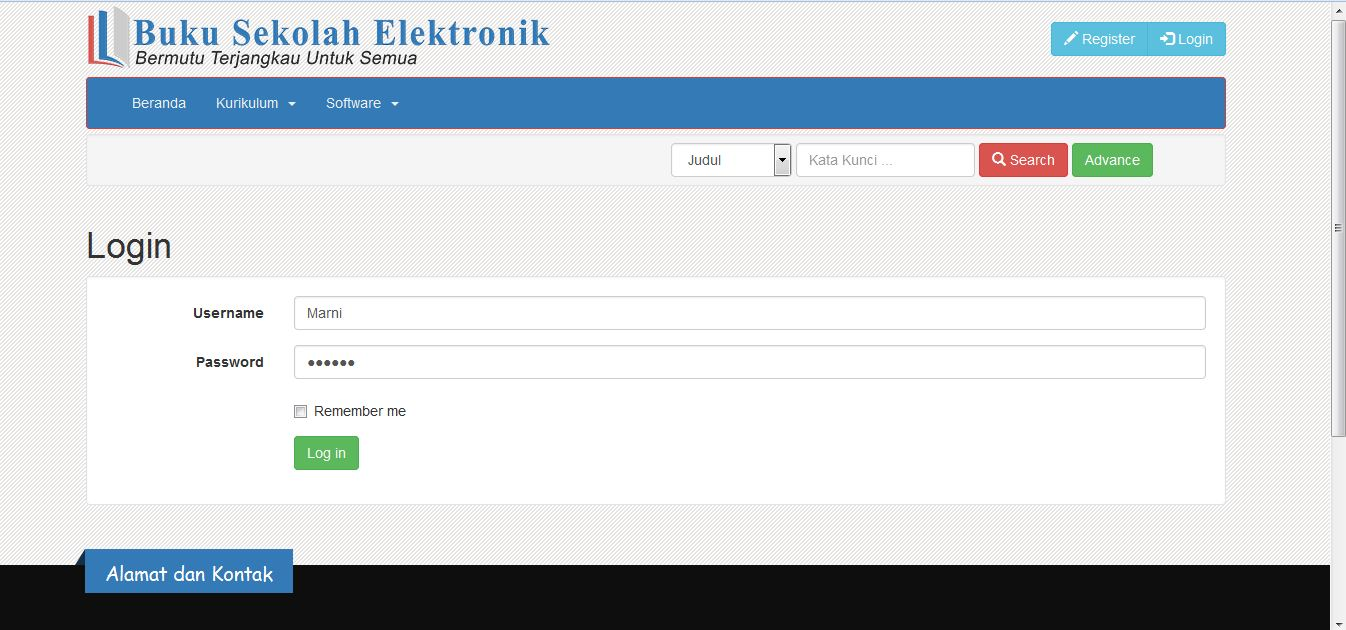 Buku Sekolah Elektronik
Bermutu Terjangkau Untuk Semua
Register Login
Beranda Kurikulum Software
Judul Kata Kunci ... Search Advance
Login
Username Marni
Password ●●●●●●
Remember me
Log in
Alamat dan Kontak